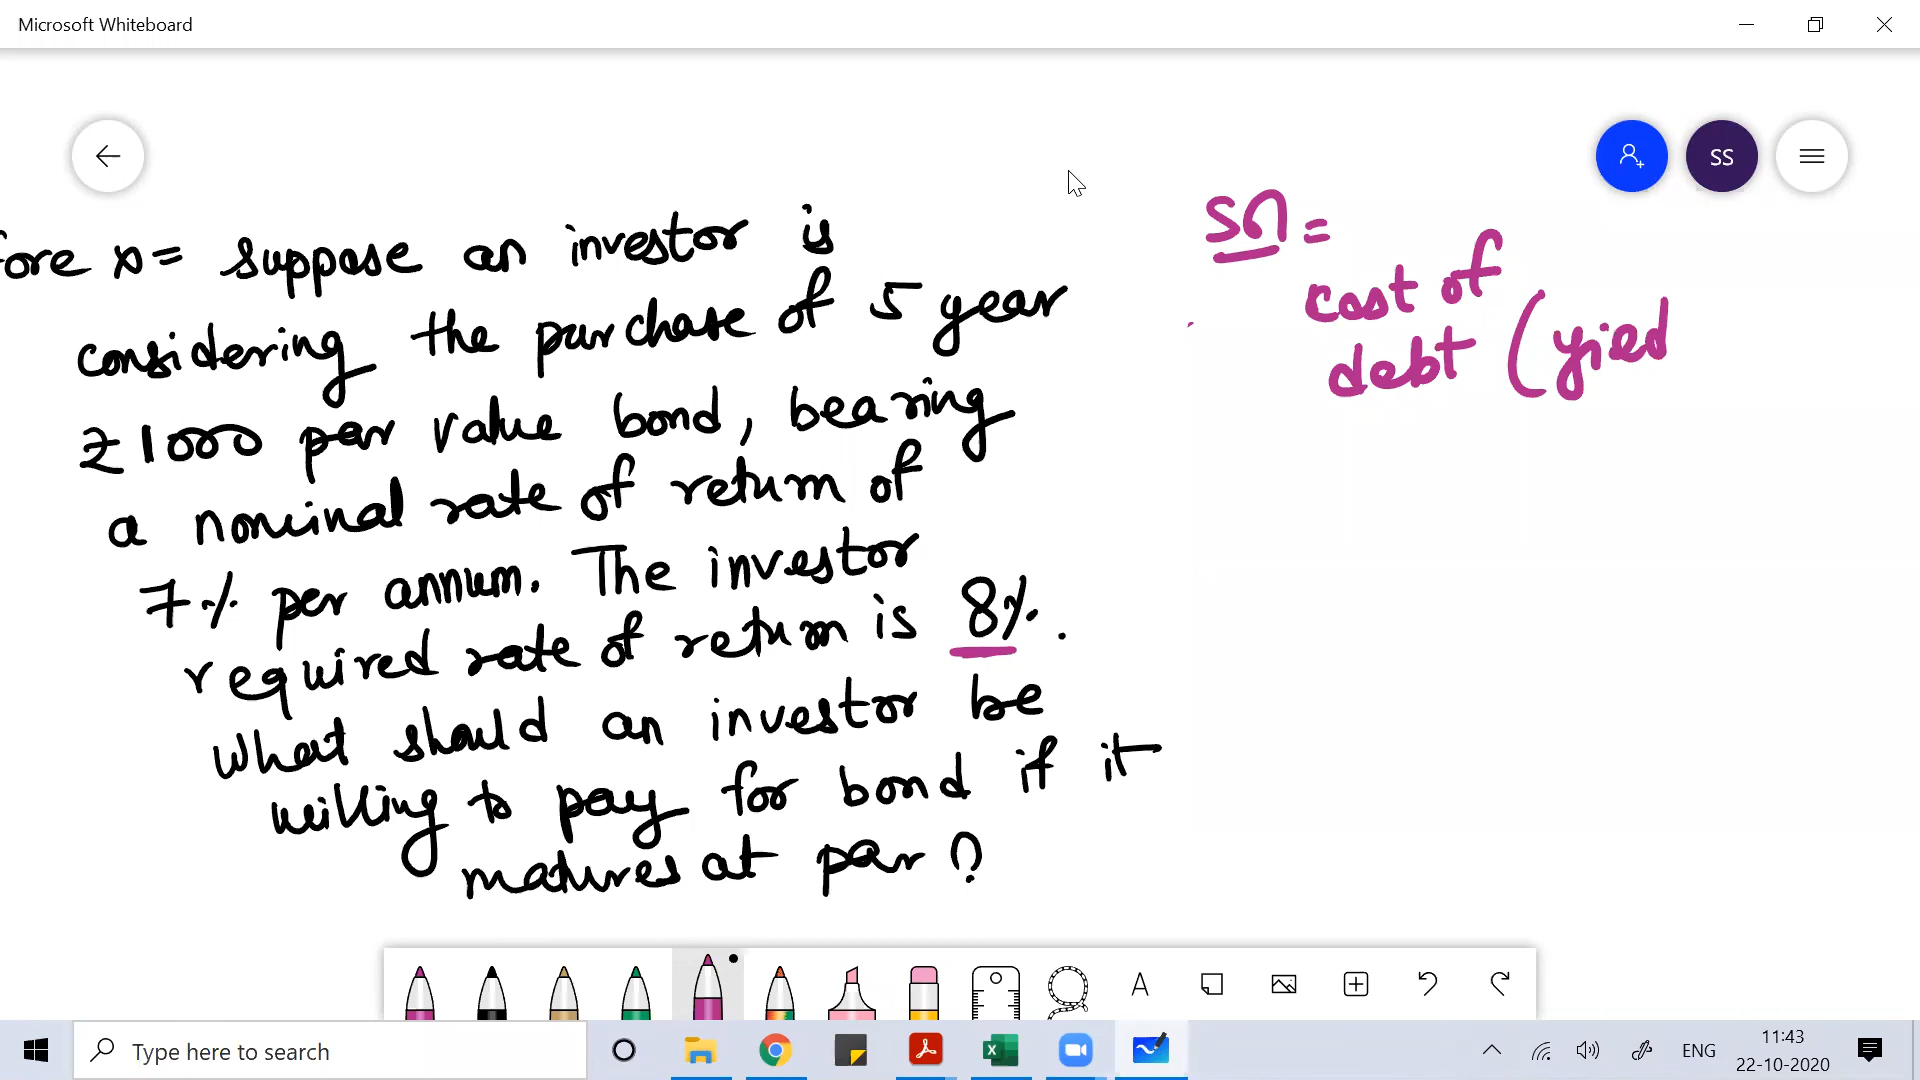 Microsoft Whiteboard
SS
suppose an investor is
considering the purchase of 5 year
₹1000 par value bond, bearing
a nominal rate of return of
7% per annum. The investor
required rate of return is 8%.
What should an investor be
willing to pay for bond if it
matures at par?
=
cost of
debt (yied
A
Type here to search
ENG
11:43
22-10-2020